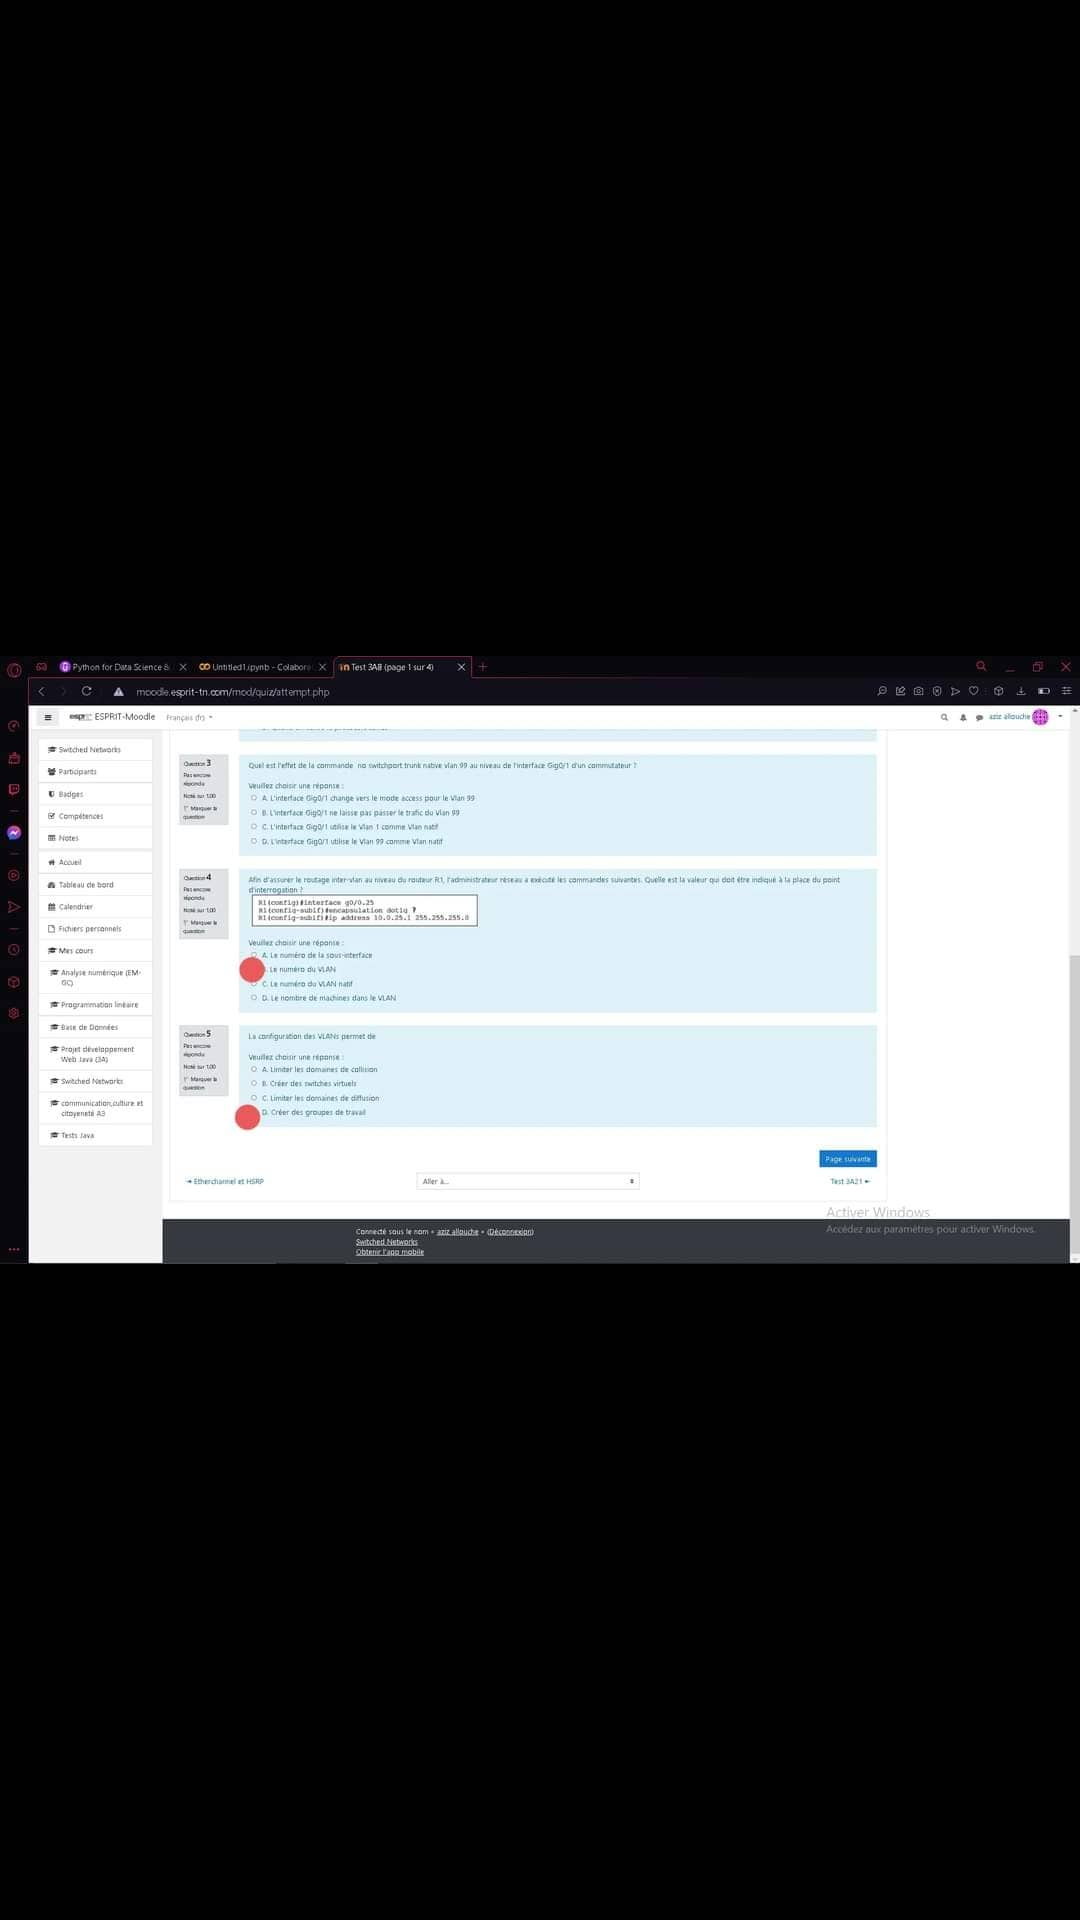 Python for Data Science &
Untitled1.ipynb - Colabora
Test 3AB (page 1 sur 4)
moodle.esprit-tn.com/mod/quiz/attempt.php
ESPRIT-Moodle
Français (fr)
aziz allouche
Switched Networks
Participants
Badges
Compétences
Notes
Accueil
Tableau de bord
Calendrier
Fichiers personnels
Mes cours
Analyse numérique (EM-
GC)
Programmation linéaire
Base de Données
Projet développement
Web Java (3A)
Switched Networks
communication,culture et
citoyeneté A3
Tests Java
Question 3
Pas encore
répondu
Noté sur 1,00
Marquer la
question
Quel est l'effet de la commande no switchport trunk native vlan 99 au niveau de l'interface Gig0/1 d'un commutateur ?
Veuillez choisir une réponse :
A. L'interface Gig0/1 change vers le mode access pour le Vlan 99
B. L'interface Gig0/1 ne laisse pas passer le trafic du Vlan 99
C. L'interface Gig0/1 utilise le Vlan 1 comme Vlan natif
D. L'interface Gig0/1 utilise le Vlan 99 comme Vlan natif
Question 4
Pas encore
répondu
Noté sur 1,00
Marquer la
question
Afin d'assurer le routage inter-vlan au niveau du routeur R1, l'administrateur réseau a exécuté les commandes suivantes. Quelle est la valeur qui doit être indiqué à la place du point
d'interrogation ?
R1(config)#interface g0/0.25
R1(config-subif)#encapsulation dot1q ?
R1(config-subif)#ip address 10.0.25.1 255.255.255.0
Veuillez choisir une réponse :
A. Le numéro de la sous-interface
. Le numéro du VLAN
C. Le numéro du VLAN natif
D. Le nombre de machines dans le VLAN
Question 5
Pas encore
répondu
Noté sur 1,00
Marquer la
question
La configuration des VLANs permet de
Veuillez choisir une réponse :
A. Limiter les domaines de collision
B. Créer des switches virtuels
C. Limiter les domaines de diffusion
D. Créer des groupes de travail
Page suivante
Etherchannel et HSRP
Aller à...
Test 3A21
Activer Windows
Accédez aux paramètres pour activer Windows.
Connecté sous le nom « aziz allouche » (Déconnexion)
Switched Networks
Obtenir l'app mobile